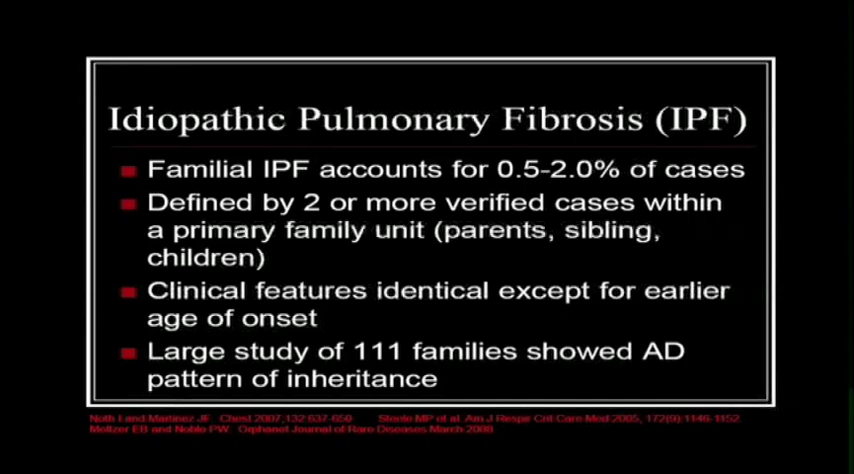 Idiopathic Pulmonary Fibrosis (IPF)
Familial IPF accounts for 0.5-2.0% of cases
Defined by 2 or more verified cases within
a primary family unit (parents, sibling,
children)
Clinical features identical except for earlier
age of onset
Large study of 111 families showed AD
pattern of inheritance
Noth I and Martinez JF Chest 2007;132:637-650 Steele MP et al. Am J Respir Crit Care Med 2005, 172(9):1146-1152
Meltzer EB and Noble PW Orphanet Journal of Rare Diseases March 2008